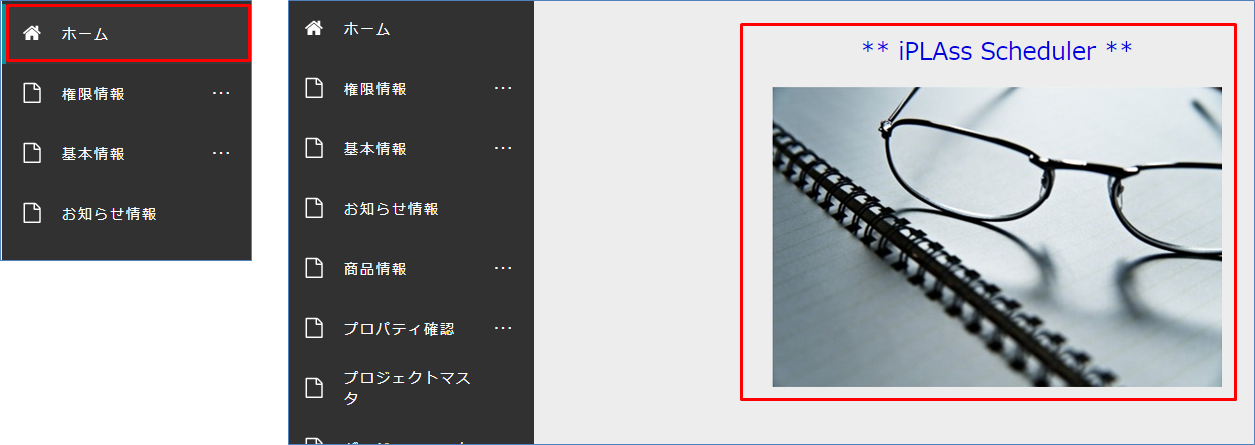 ホーム
権限情報 ...
基本情報 ...
お知らせ情報
ホーム
権限情報 ...
基本情報 ...
お知らせ情報
商品情報 ...
プロパティ確認 ...
プロジェクトマス
タ
** iPLAss Scheduler **